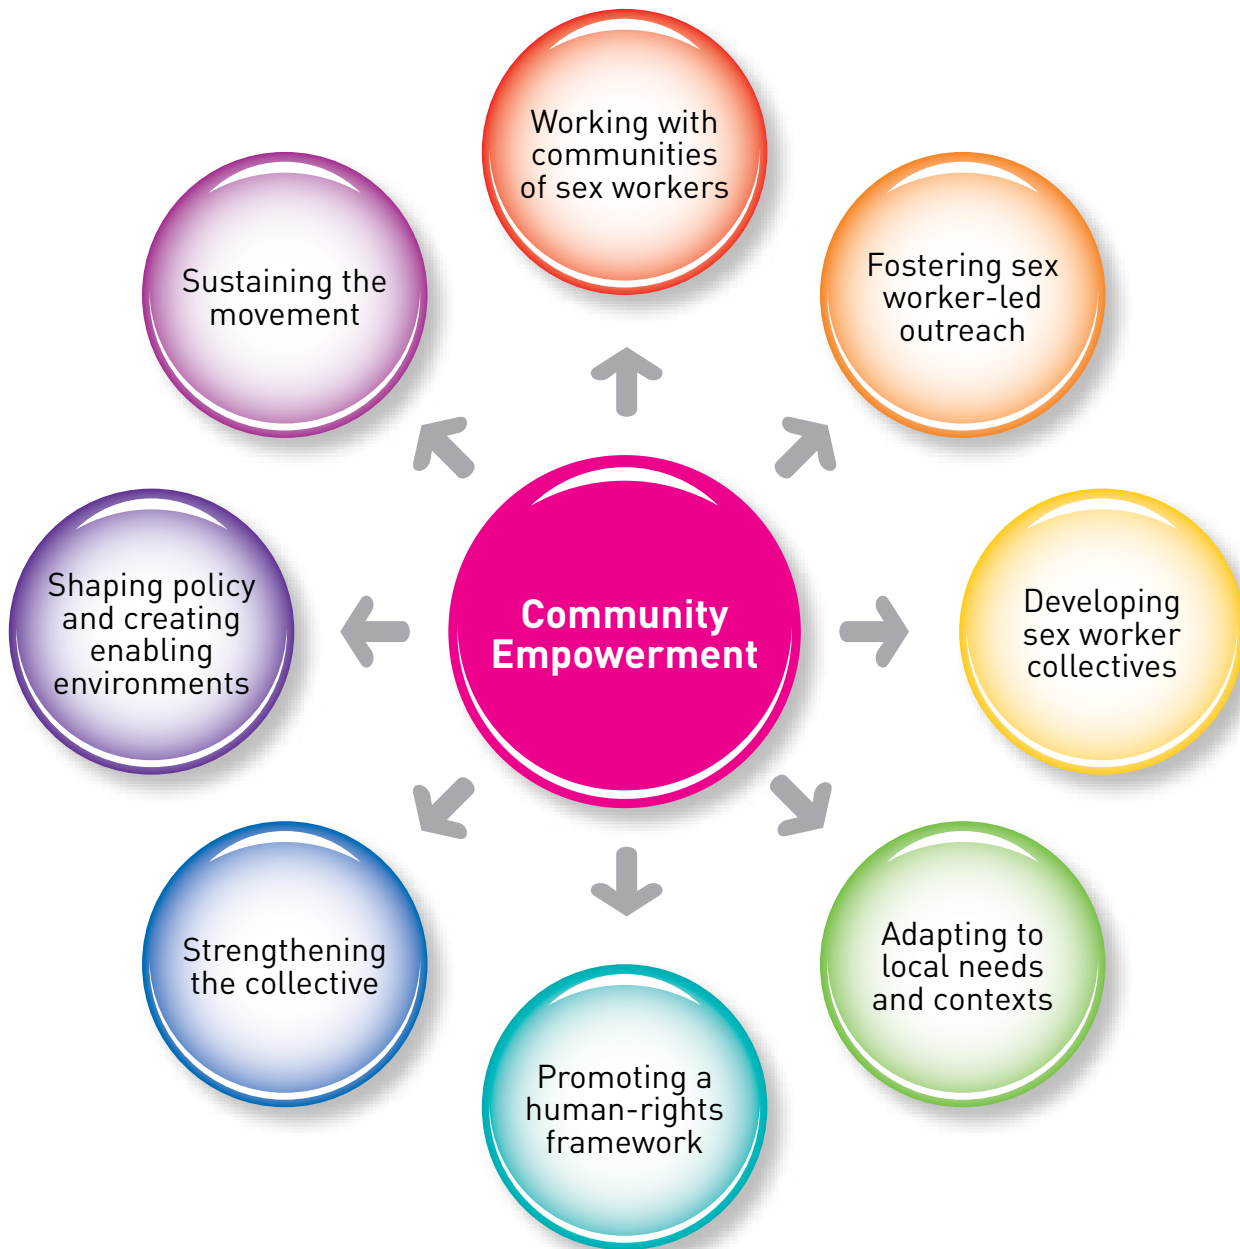 Working with
communities
of sex workers
Fostering sex
worker-led
outreach
Developing
sex worker
collectives
Adapting to
local needs
and contexts
Promoting a
human-rights
framework
Strengthening
the collective
Shaping policy
and creating
enabling
environments
Sustaining the
movement
Community
Empowerment